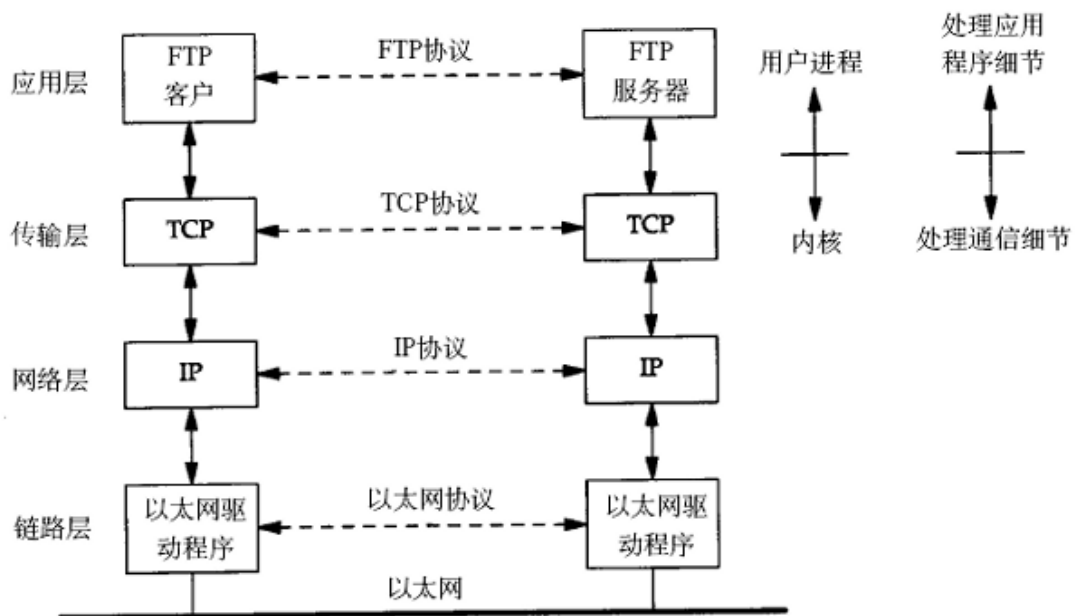 应用层
FTP
客户
FTP协议
FTP
服务器
用户进程
处理应用
程序细节
传输层
TCP
TCP协议
TCP
内核
处理通信细节
网络层
IP
IP协议
IP
链路层
以太网驱
动程序
以太网协议
以太网驱
动程序
以太网